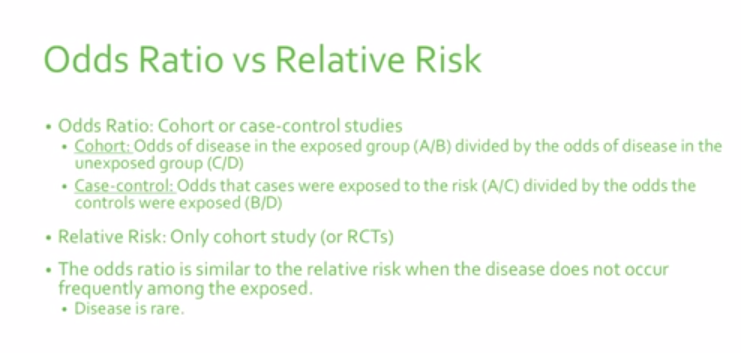 Odds Ratio vs Relative Risk
• Odds Ratio: Cohort or case-control studies
• Cohort: Odds of disease in the exposed group (A/B) divided by the odds of disease in the
unexposed group (C/D)
• Case-control: Odds that cases were exposed to the risk (A/C) divided by the odds the
controls were exposed (B/D)
• Relative Risk: Only cohort study (or RCTs)
• The odds ratio is similar to the relative risk when the disease does not occur
frequently among the exposed.
• Disease is rare.